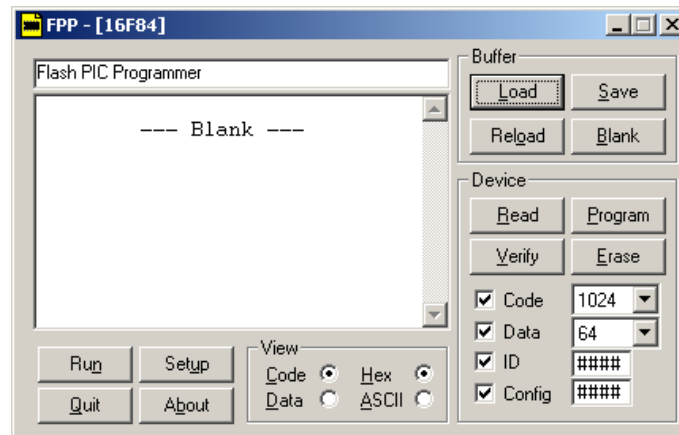 FPP - [16F84]
Flash PIC Programmer
--- Blank ---
Run
Setup
Quit
About
View
Code
Hex
Data
ASCII
Buffer
Load
Save
Reload
Blank
Device
Read
Program
Verify
Erase
Code 1024
Data 64
ID ####
Config ####